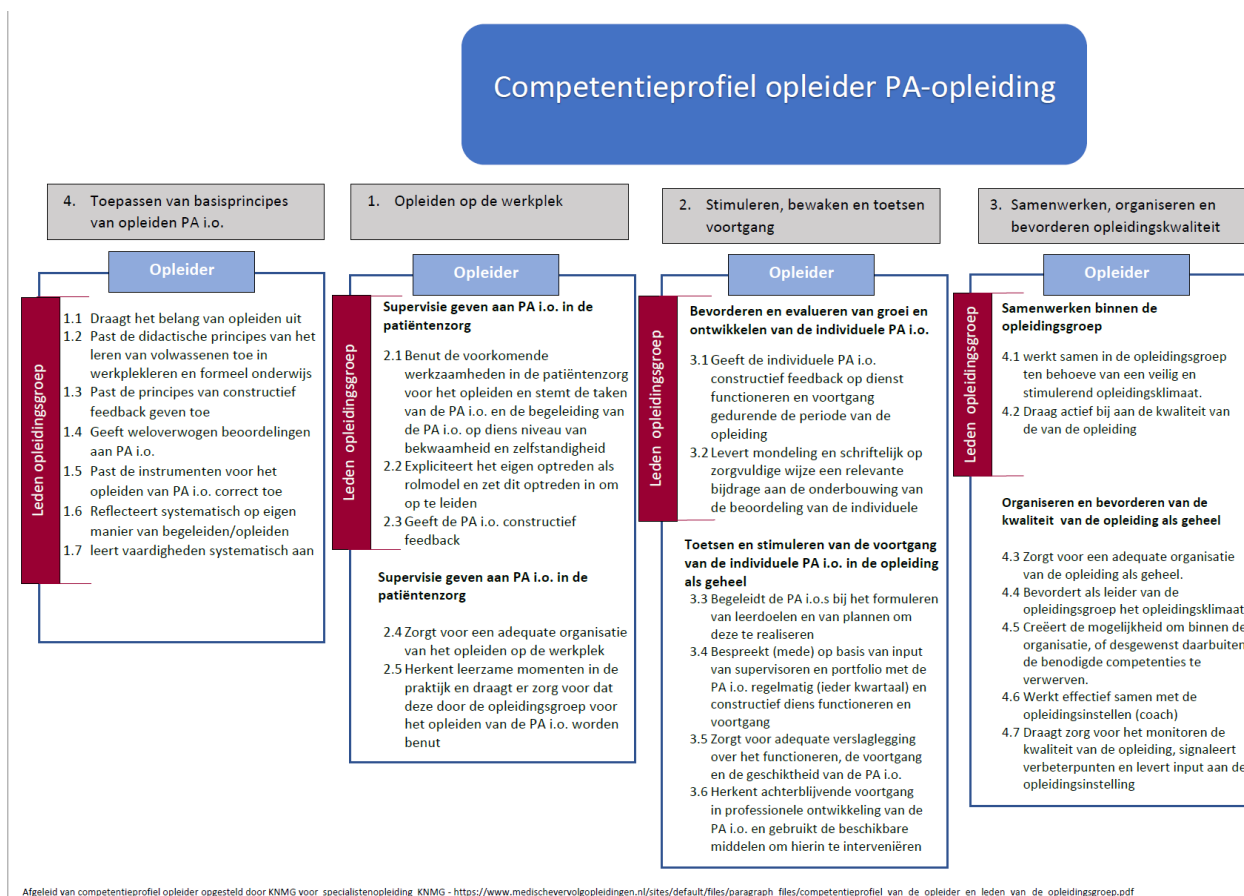 Competentieprofiel opleider PA-opleiding
4. Toepassen van basisprincipes
van opleiden PA i.o.
Opleider
Leden opleidingsgroep
1.1 Draagt het belang van opleiden uit
1.2 Past de didactische principes van het
leren van volwassenen toe in
werkplekleren en formeel onderwijs
1.3 Past de principes van constructief
feedback geven toe
1.4 Geeft weloverwogen beoordelingen
aan PA i.o.
1.5 Past de instrumenten voor het
opleiden van PA i.o. correct toe
1.6 Reflecteert systematisch op eigen
manier van begeleiden/opleiden
1.7 leert vaardigheden systematisch aan
1. Opleiden op de werkplek
Opleider
Leden opleidingsgroep
Supervisie geven aan PA i.o. in de
patiëntenzorg
2.1 Benut de voorkomende
werkzaamheden in de patiëntenzorg
voor het opleiden en stemt de taken
van de PA i.o. en de begeleiding van
de PA i.o. op diens niveau van
bekwaamheid en zelfstandigheid
2.2 Expliciteert het eigen optreden als
rolmodel en zet dit optreden in om
op te leiden
2.3 Geeft de PA i.o. constructief
feedback
Supervisie geven aan PA i.o. in de
patiëntenzorg
2.4 Zorgt voor een adequate organisatie
van het opleiden op de werkplek
2.5 Herkent leerzame momenten in de
praktijk en draagt er zorg voor dat
deze door de opleidingsgroep voor
het opleiden van de PA i.o. worden
benut
2. Stimuleren, bewaken en toetsen
voortgang
Opleider
Leden opleidingsgroep
Bevorderen en evalueren van groei en
ontwikkelen van de individuele PA i.o.
3.1 Geeft de individuele PA i.o.
constructief feedback op dienst
functioneren en voortgang
gedurende de periode van de
opleiding
3.2 Levert mondeling en schriftelijk op
zorgvuldige wijze een relevante
bijdrage aan de onderbouwing van
de beoordeling van de individuele
Toetsen en stimuleren van de voortgang
van de individuele PA i.o. in de opleiding
als geheel
3.3 Begeleidt de PA i.o.s bij het formuleren
van leerdoelen en van plannen om
deze te realiseren
3.4 Bespreekt (mede) op basis van input
van supervisoren en portfolio met de
PA i.o. regelmatig (ieder kwartaal) en
constructief diens functioneren en
voortgang
3.5 Zorgt voor adequate verslaglegging
over het functioneren, de voortgang
en de geschiktheid van de PA i.o.
3.6 Herkent achterblijvende voortgang
in professionele ontwikkeling van de
PA i.o. en gebruikt de beschikbare
middelen om hierin te interveniëren
3. Samenwerken, organiseren en
bevorderen opleidingskwaliteit
Opleider
Leden opleidingsgroep
Samenwerken binnen de
opleidingsgroep
4.1 werkt samen in de opleidingsgroep
ten behoeve van een veilig en
stimulerend opleidingsklimaat.
4.2 Draag actief bij aan de kwaliteit van
de van de opleiding
Organiseren en bevorderen van de
kwaliteit van de opleiding als geheel
4.3 Zorgt voor een adequate organisatie
van de opleiding als geheel.
4.4 Bevordert als leider van de
opleidingsgroep het opleidingsklimaat
4.5 Creëert de mogelijkheid om binnen de
organisatie, of desgewenst daarbuiten
de benodigde competenties te
verwerven.
4.6 Werkt effectief samen met de
opleidingsinstellen (coach)
4.7 Draagt zorg voor het monitoren de
kwaliteit van de opleiding, signaleert
verbeterpunten en levert input aan de
opleidingsinstelling
Afgeleid van competentieprofiel opleider opgesteld door KNMG voor specialistenopleiding KNMG - https://www.medischevervolgopleidingen.nl/sites/default/files/paragraph_files/competentieprofiel_van_de_opleider_en_leden_van_de_opleidingsgroep.pdf